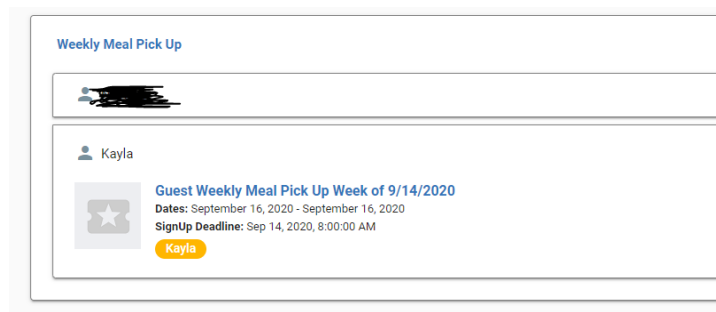 Weekly Meal Pick Up
Kayla
Guest Weekly Meal Pick Up Week of 9/14/2020
Dates: September 16, 2020 - September 16, 2020
SignUp Deadline: Sep 14, 2020, 8:00:00 AM
Kayla